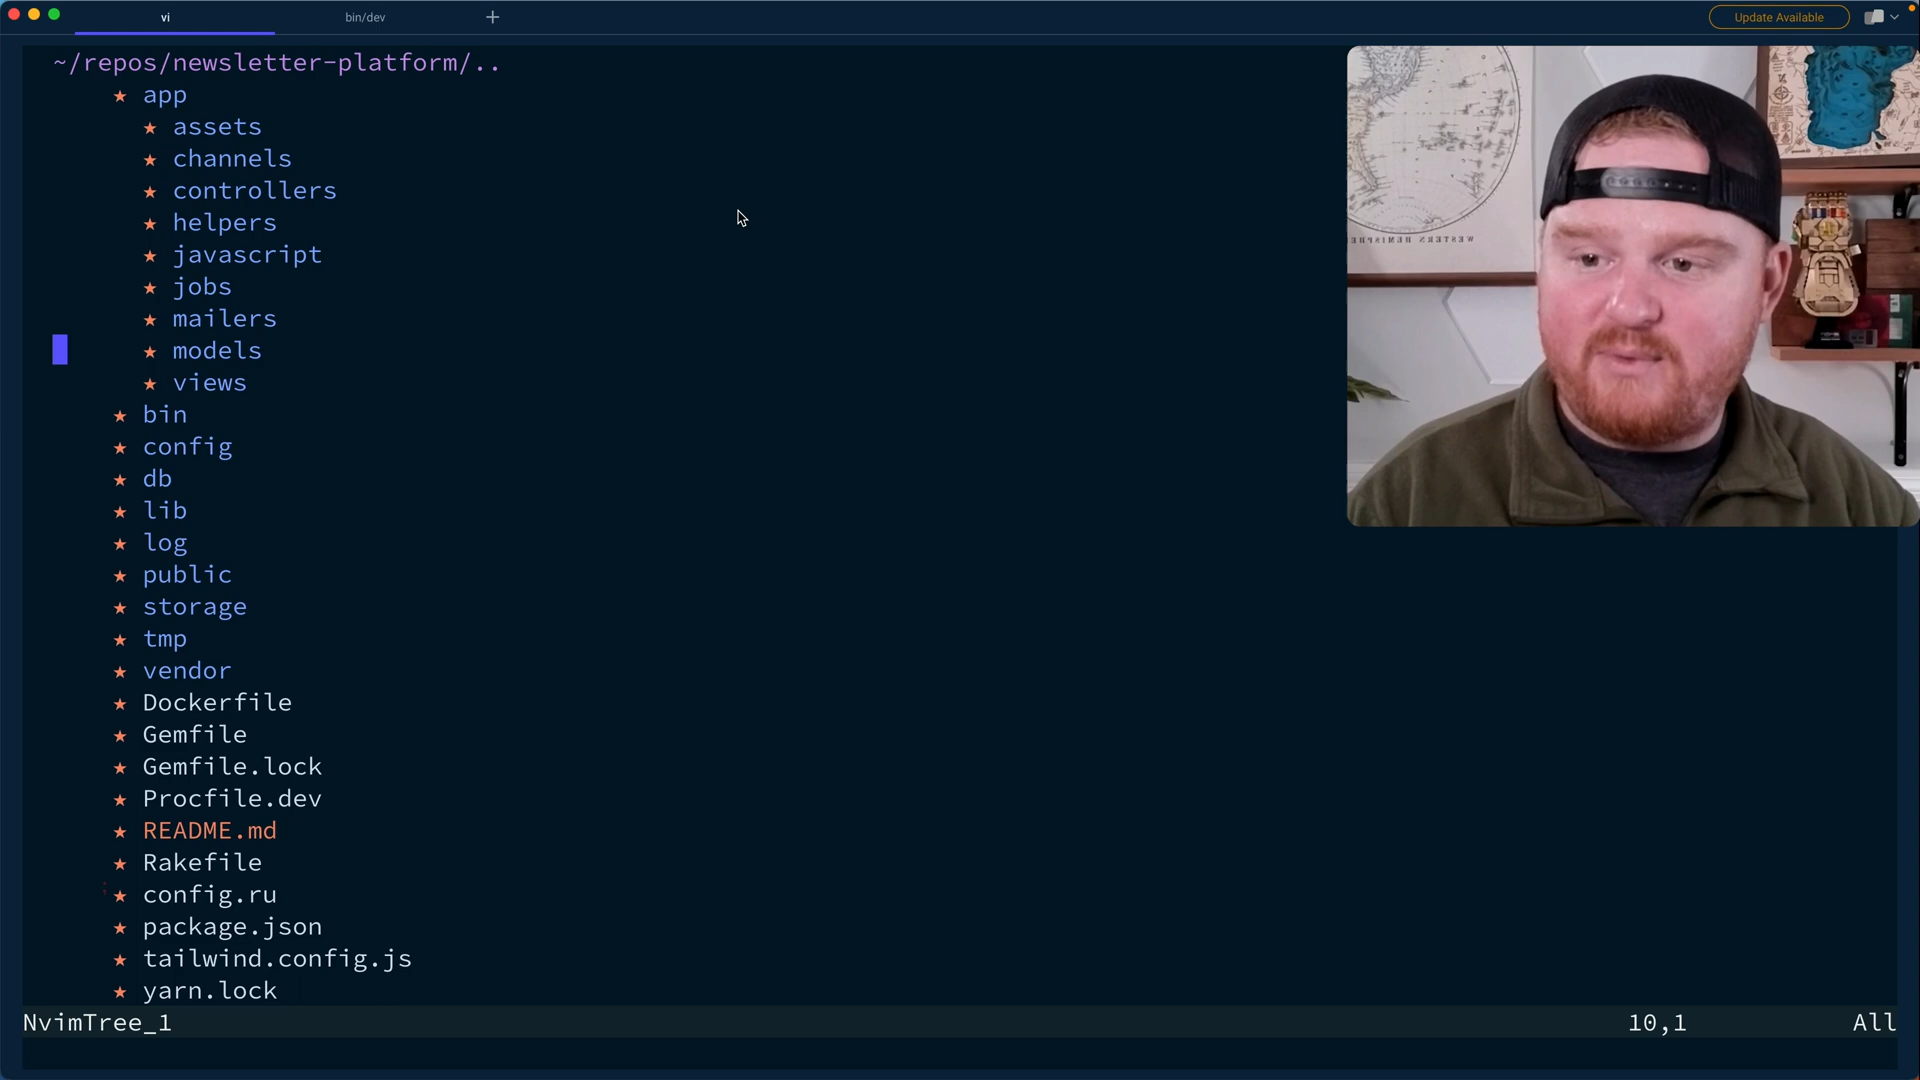 vi
bin/dev
Update Available
~/repos/newsletter-platform/..
★ app
★ assets
★ channels
★ controllers
★ helpers
★ javascript
★ jobs
★ mailers
★ models
★ views
★ bin
★ config
★ db
★ lib
★ log
★ public
★ storage
★ tmp
★ vendor
★ Dockerfile
★ Gemfile
★ Gemfile.lock
★ Procfile.dev
★ README.md
★ Rakefile
★ config.ru
★ package.json
★ tailwind.config.js
★ yarn.lock
NvimTree_1
10,1
All
WESTERN HEMISPHERE